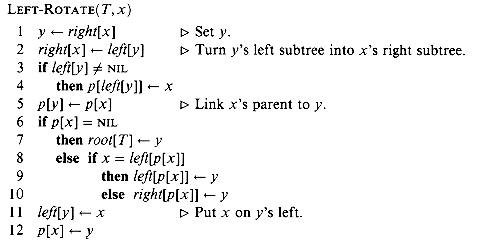 LEFT-ROTATE(T, x)
1 y ← right[x] ▷ Set y.
2 right[x] ← left[y] ▷ Turn y's left subtree into x's right subtree.
3 if left[y] ≠ NIL
4 then p[left[y]] ← x
5 p[y] ← p[x] ▷ Link x's parent to y.
6 if p[x] = NIL
7 then root[T] ← y
8 else if x = left[p[x]]
9 then left[p[x]] ← y
10 else right[p[x]] ← y
11 left[y] ← x ▷ Put x on y's left.
12 p[x] ← y